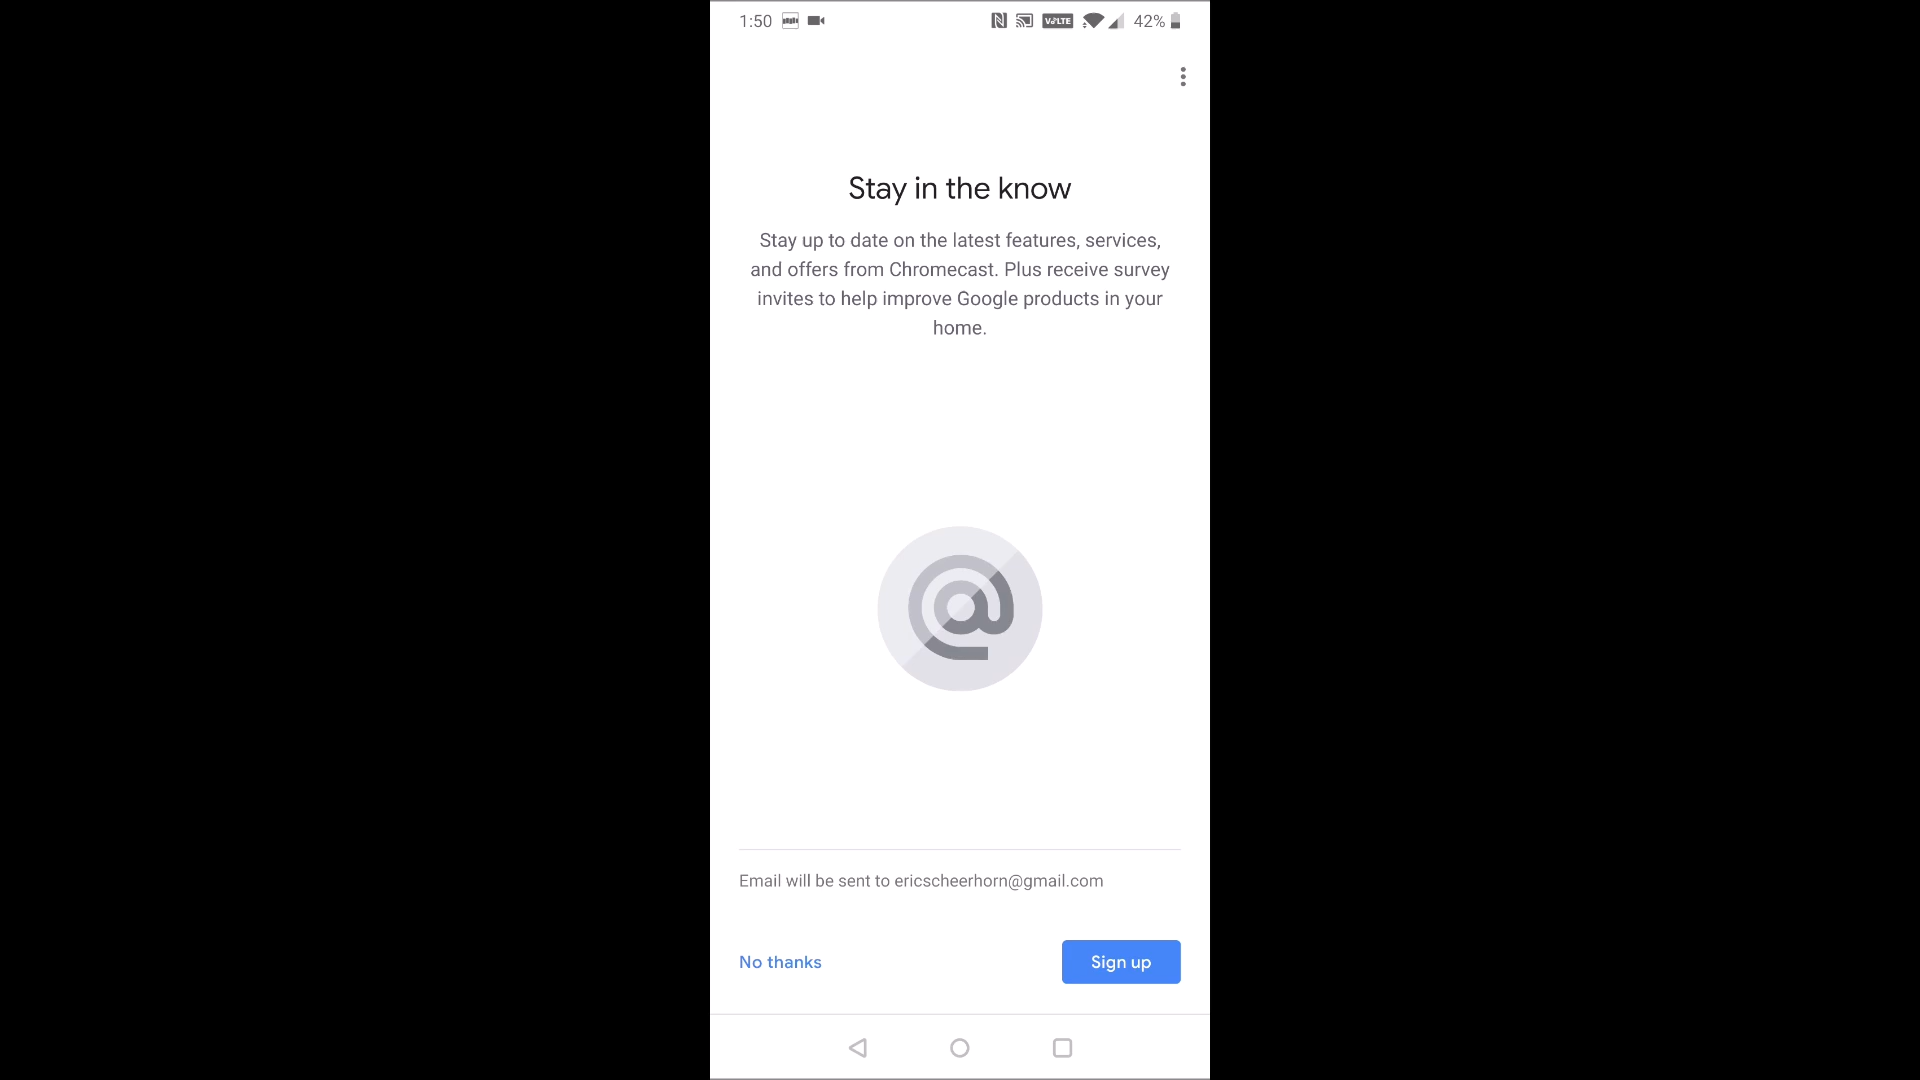 1:50
VoLTE 42%
Stay in the know
Stay up to date on the latest features, services,
and offers from Chromecast. Plus receive survey
invites to help improve Google products in your
home.
@
Email will be sent to ericscheerhorn@gmail.com
No thanks
Sign up